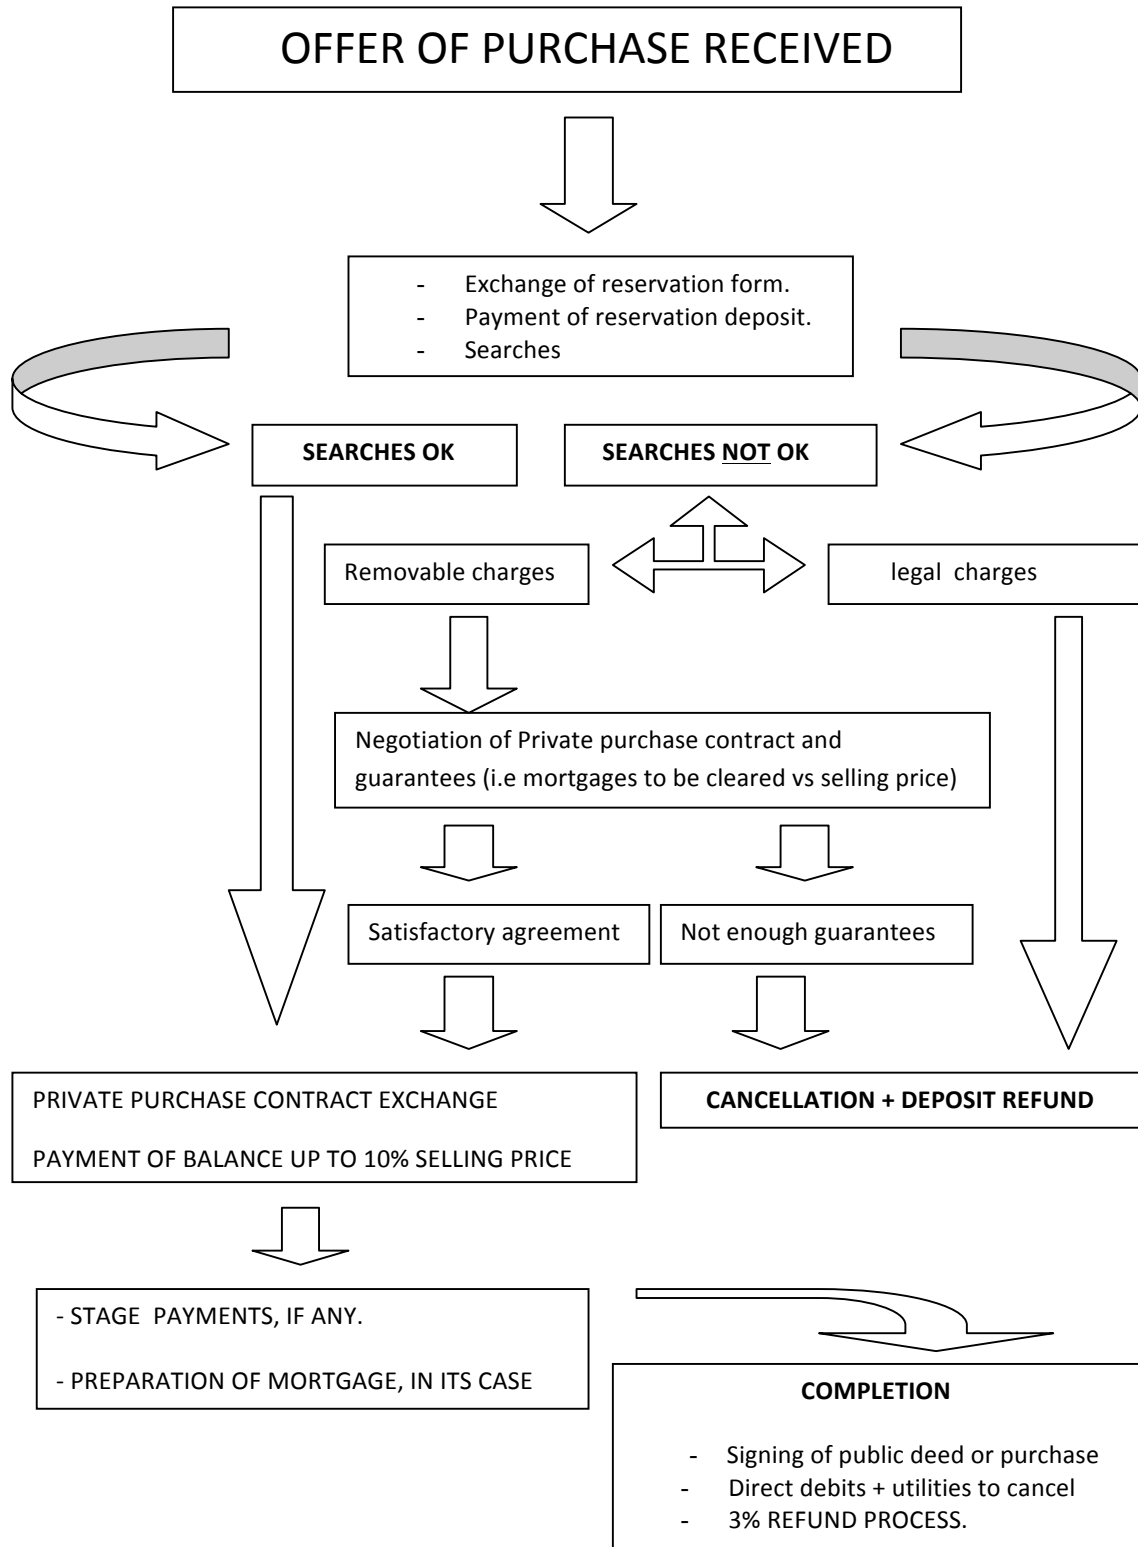 OFFER OF PURCHASE RECEIVED
- Exchange of reservation form.
- Payment of reservation deposit.
- Searches
SEARCHES OK
SEARCHES NOT OK
Removable charges
legal charges
Negotiation of Private purchase contract and
guarantees (i.e mortgages to be cleared vs selling price)
Satisfactory agreement
Not enough guarantees
PRIVATE PURCHASE CONTRACT EXCHANGE
PAYMENT OF BALANCE UP TO 10% SELLING PRICE
CANCELLATION + DEPOSIT REFUND
- STAGE PAYMENTS, IF ANY.
- PREPARATION OF MORTGAGE, IN ITS CASE
COMPLETION
- Signing of public deed or purchase
- Direct debits + utilities to cancel
- 3% REFUND PROCESS.